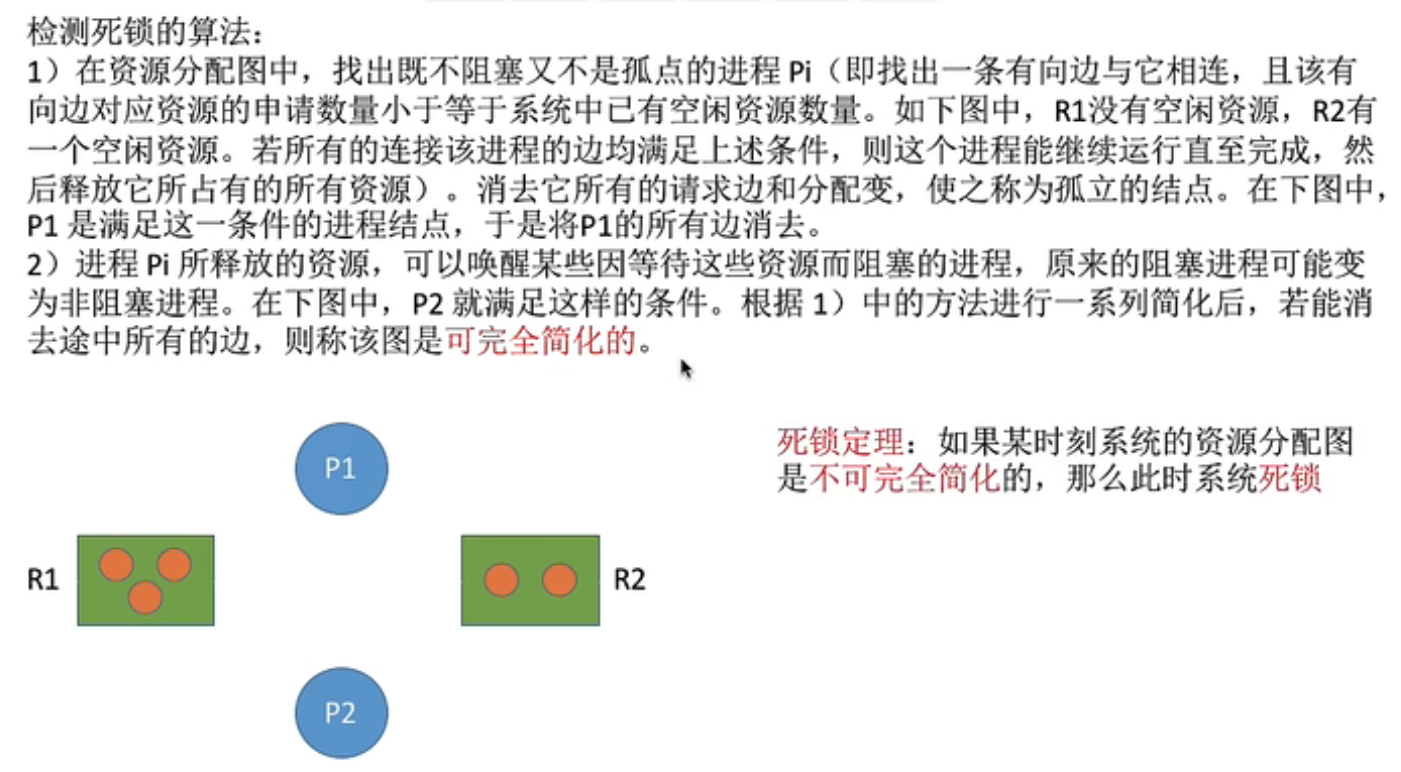 检测死锁的算法：
1）在资源分配图中，找出既不阻塞又不是孤点的进程 Pi（即找出一条有向边与它相连，且该有
向边对应资源的申请数量小于等于系统中已有空闲资源数量。如下图中，R1没有空闲资源，R2有
一个空闲资源。若所有的连接该进程的边均满足上述条件，则这个进程能继续运行直至完成，然
后释放它所占有的所有资源）。消去它所有的请求边和分配变，使之称为孤立的结点。在下图中，
P1 是满足这一条件的进程结点，于是将P1的所有边消去。
2）进程 Pi 所释放的资源，可以唤醒某些因等待这些资源而阻塞的进程，原来的阻塞进程可能变
为非阻塞进程。在下图中，P2 就满足这样的条件。根据 1）中的方法进行一系列简化后，若能消
去途中所有的边，则称该图是可完全简化的。
死锁定理：如果某时刻系统的资源分配图
是不可完全简化的，那么此时系统死锁
P1
R1
R2
P2